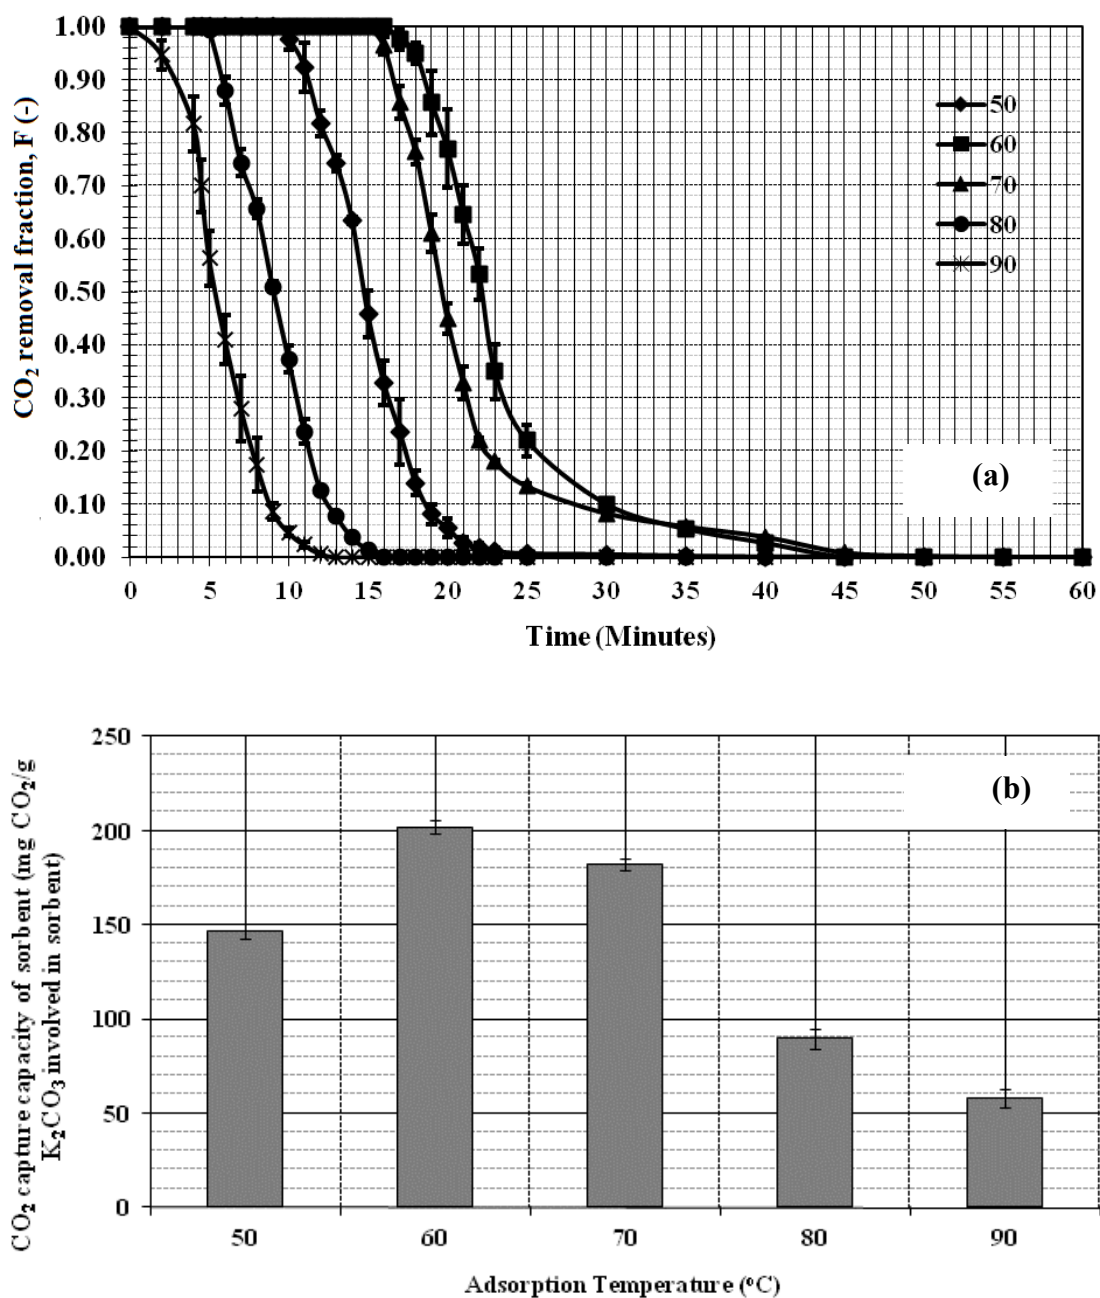 1.00
0.90
0.80
0.70
0.60
0.50
0.40
0.30
0.20
0.10
0.00
CO₂ removal fraction, F (-)
50
60
70
80
90
(a)
0 5 10 15 20 25 30 35 40 45 50 55 60
Time (Minutes)
250
200
150
100
50
0
CO₂ capture capacity of sorbent (mg CO₂/g
K₂CO₃ involved in sorbent)
(b)
50 60 70 80 90
Adsorption Temperature (°C)